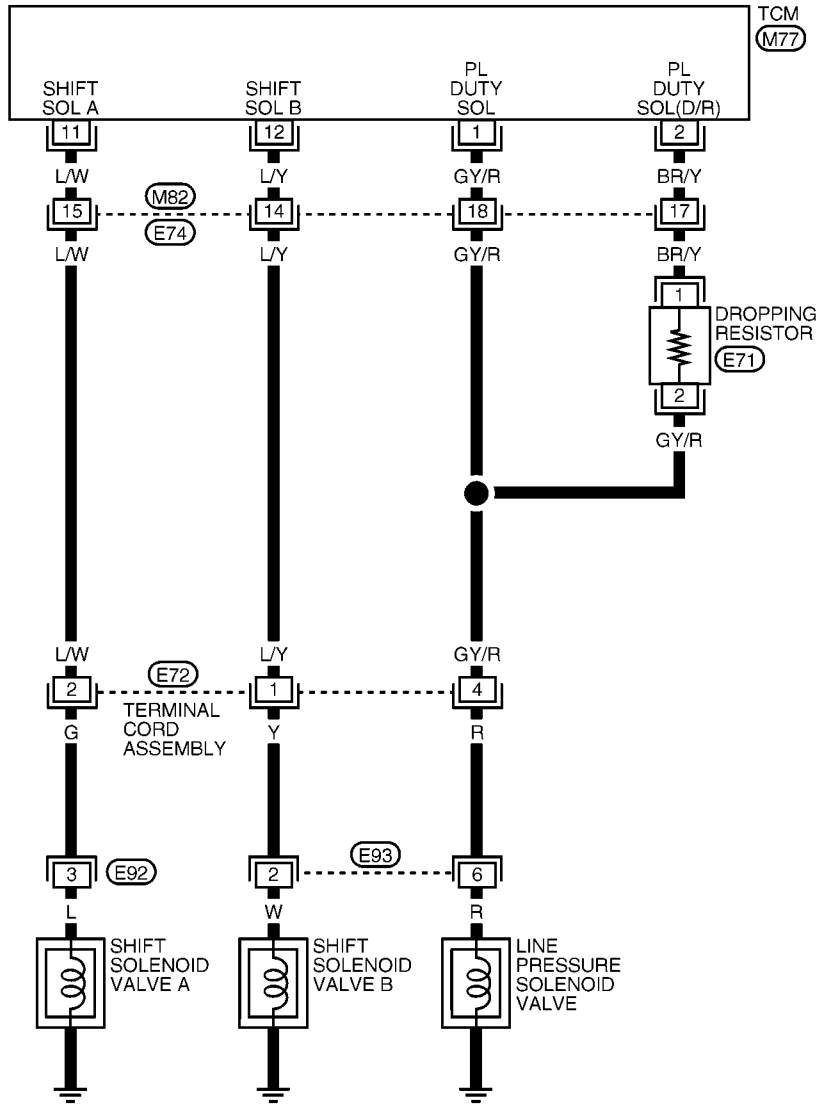 TCM
M77
SHIFT
SOL A
SHIFT
SOL B
PL
DUTY
SOL
PL
DUTY
SOL(D/R)
11
12
1
2
L/W
L/Y
GY/R
BR/Y
M82
15
14
18
17
E74
L/W
L/Y
GY/R
BR/Y
1
DROPPING
RESISTOR
E71
2
GY/R
L/W
L/Y
GY/R
E72
2
1
4
TERMINAL
CORD
ASSEMBLY
G
Y
R
E93
3
E92
2
6
L
W
R
SHIFT
SOLENOID
VALVE A
SHIFT
SOLENOID
VALVE B
LINE
PRESSURE
SOLENOID
VALVE